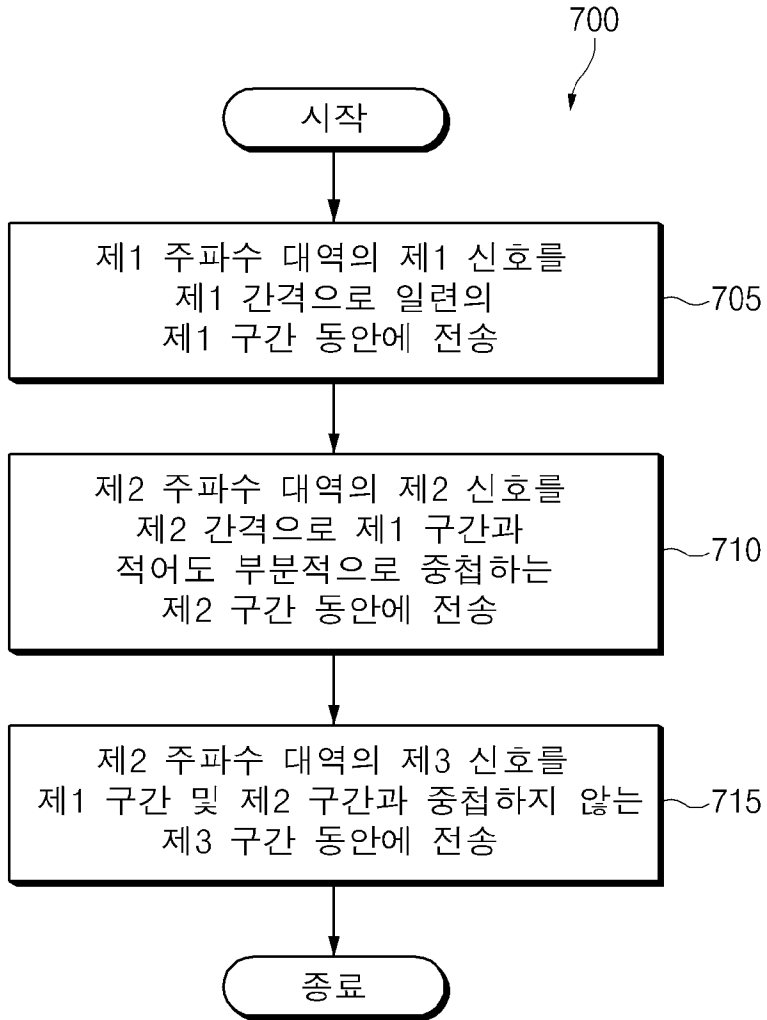 700
시작
제1 주파수 대역의 제1 신호를
제1 간격으로 일련의
제1 구간 동안에 전송
705
제2 주파수 대역의 제2 신호를
제2 간격으로 제1 구간과
적어도 부분적으로 중첩하는
제2 구간 동안에 전송
710
제2 주파수 대역의 제3 신호를
제1 구간 및 제2 구간과 중첩하지 않는
제3 구간 동안에 전송
715
종료